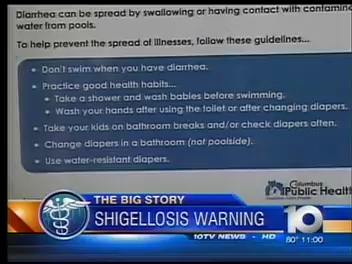 Diarrhea can be spread by swallowing or having contact with
water from pools.
To help prevent the spread of illnesses, follow these guidelines...
• Don't swim when you have diarrhea.
• Practice good health habits...
• Take a shower and wash babies before swimming.
• Wash your hands after using the toilet or after changing diapers.
• Take your kids on bathroom breaks and/or check diapers often.
• Change diapers in a bathroom (not poolside).
• Use water-resistant diapers.
Columbus
Public Health
THE BIG STORY
SHIGELLOSIS WARNING
10
10TV NEWS - HD
80° 11:00